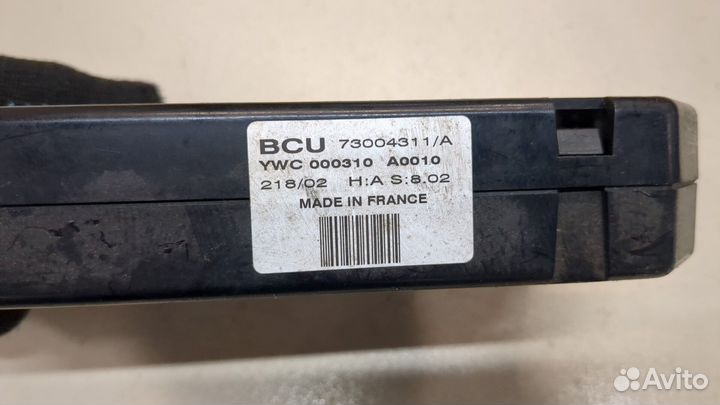 BCU 73004311/A
YWC 000310 A0010
218/02 H:A S:8.02
MADE IN FRANCE
Avito